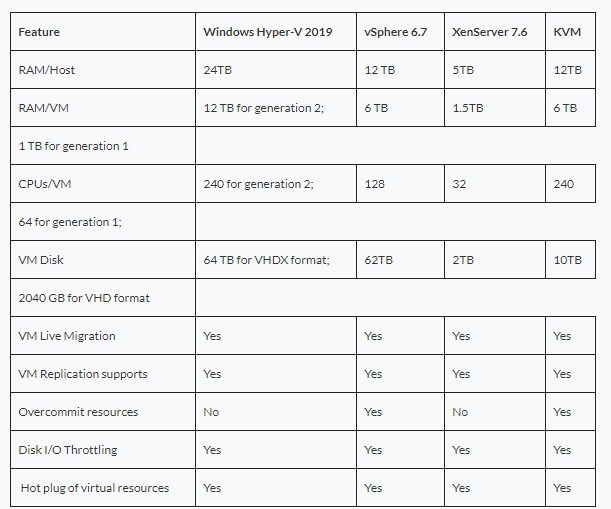 Feature Windows Hyper-V 2019 vSphere 6.7 XenServer 7.6 KVM
RAM/Host 24TB 12 TB 5TB 12TB
RAM/VM 12 TB for generation 2; 6 TB 1.5TB 6 TB
1 TB for generation 1
CPUs/VM 240 for generation 2; 128 32 240
64 for generation 1;
VM Disk 64 TB for VHDX format; 62TB 2TB 10TB
2040 GB for VHD format
VM Live Migration Yes Yes Yes Yes
VM Replication supports Yes Yes Yes Yes
Overcommit resources No Yes No Yes
Disk I/O Throttling Yes Yes Yes Yes
Hot plug of virtual resources Yes Yes Yes Yes